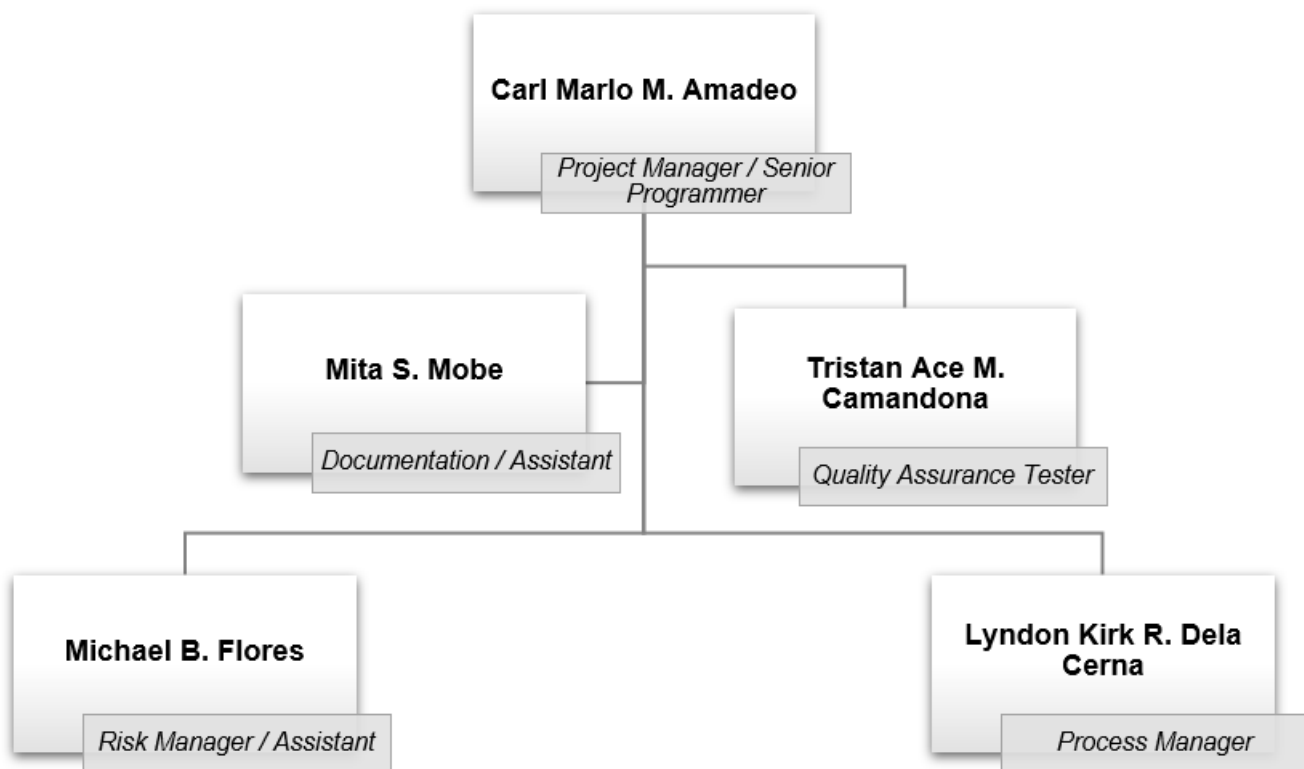 Carl Marlo M. Amadeo
Project Manager / Senior
Programmer
Mita S. Mobe
Documentation / Assistant
Tristan Ace M.
Camandona
Quality Assurance Tester
Michael B. Flores
Risk Manager / Assistant
Lyndon Kirk R. Dela
Cerna
Process Manager